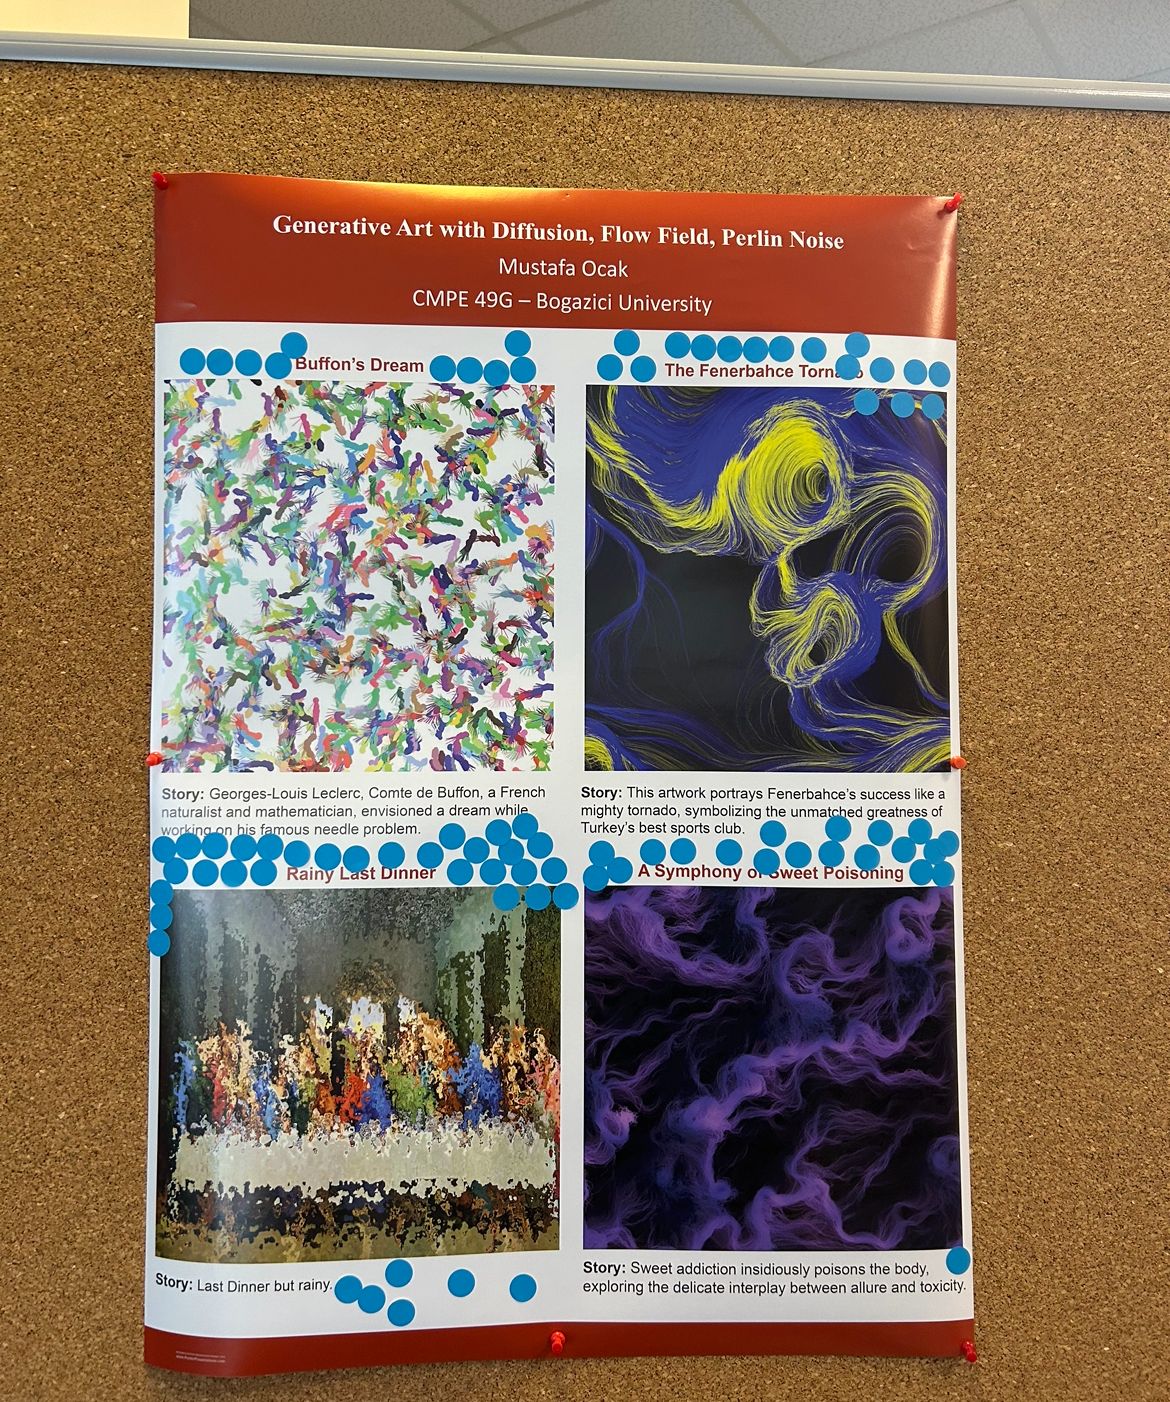 Generative Art with Diffusion, Flow Field, Perlin Noise
Mustafa Ocak
CMPE 49G – Bogazici University
Buffon's Dream
The Fenerbahce Tornado
Story: Georges-Louis Leclerc, Comte de Buffon, a French
naturalist and mathematician, envisioned a dream while
working on his famous needle problem.
Story: This artwork portrays Fenerbahce's success like a
mighty tornado, symbolizing the unmatched greatness of
Turkey's best sports club.
Rainy Last Dinner
A Symphony of Sweet Poisoning
Story: Last Dinner but rainy.
Story: Sweet addiction insidiously poisons the body,
exploring the delicate interplay between allure and toxicity.